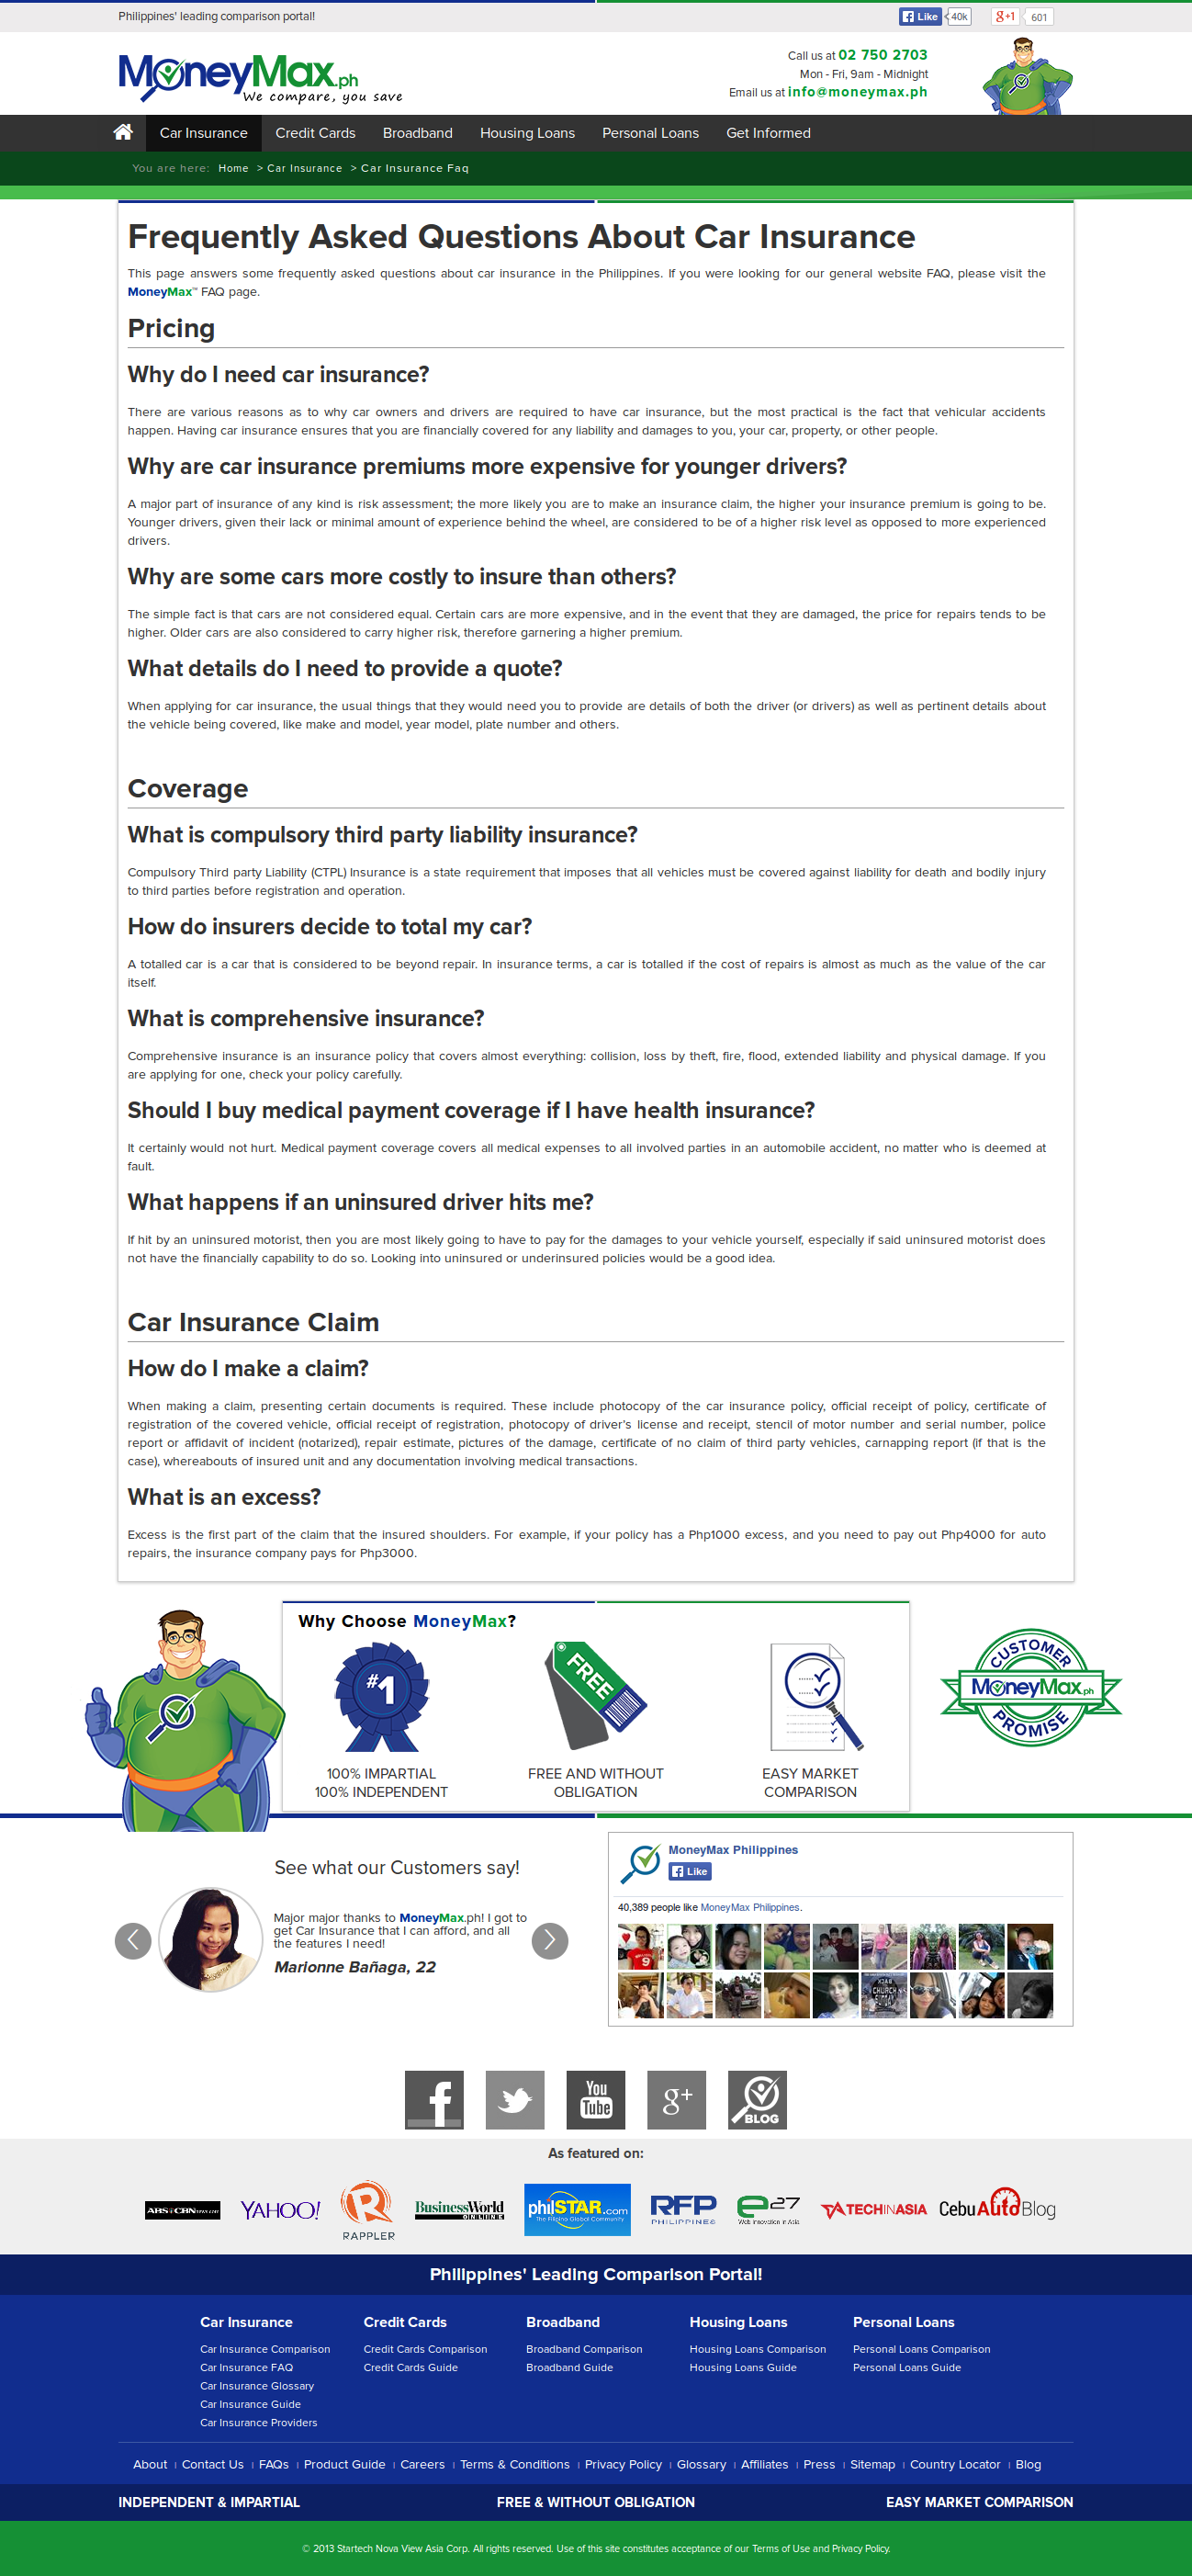 Philippines' leading comparison portal!
Like 40k +1 601
MoneyMax.ph
We compare, you save
Call us at 02 750 2703
Mon - Fri, 9am - Midnight
Email us at info@moneymax.ph
Car Insurance Credit Cards Broadband Housing Loans Personal Loans Get Informed
You are here: Home > Car Insurance > Car Insurance Faq
Frequently Asked Questions About Car Insurance
This page answers some frequently asked questions about car insurance in the Philippines. If you were looking for our general website FAQ, please visit the
MoneyMax™ FAQ page.
Pricing
Why do I need car insurance?
There are various reasons as to why car owners and drivers are required to have car insurance, but the most practical is the fact that vehicular accidents
happen. Having car insurance ensures that you are financially covered for any liability and damages to you, your car, property, or other people.
Why are car insurance premiums more expensive for younger drivers?
A major part of insurance of any kind is risk assessment; the more likely you are to make an insurance claim, the higher your insurance premium is going to be.
Younger drivers, given their lack or minimal amount of experience behind the wheel, are considered to be of a higher risk level as opposed to more experienced
drivers.
Why are some cars more costly to insure than others?
The simple fact is that cars are not considered equal. Certain cars are more expensive, and in the event that they are damaged, the price for repairs tends to be
higher. Older cars are also considered to carry higher risk, therefore garnering a higher premium.
What details do I need to provide a quote?
When applying for car insurance, the usual things that they would need you to provide are details of both the driver (or drivers) as well as pertinent details about
the vehicle being covered, like make and model, year model, plate number and others.
Coverage
What is compulsory third party liability insurance?
Compulsory Third party Liability (CTPL) Insurance is a state requirement that imposes that all vehicles must be covered against liability for death and bodily injury
to third parties before registration and operation.
How do insurers decide to total my car?
A totalled car is a car that is considered to be beyond repair. In insurance terms, a car is totalled if the cost of repairs is almost as much as the value of the car
itself.
What is comprehensive insurance?
Comprehensive insurance is an insurance policy that covers almost everything: collision, loss by theft, fire, flood, extended liability and physical damage. If you
are applying for one, check your policy carefully.
Should I buy medical payment coverage if I have health insurance?
It certainly would not hurt. Medical payment coverage covers all medical expenses to all involved parties in an automobile accident, no matter who is deemed at
fault.
What happens if an uninsured driver hits me?
If hit by an uninsured motorist, then you are most likely going to have to pay for the damages to your vehicle yourself, especially if said uninsured motorist does
not have the financially capability to do so. Looking into uninsured or underinsured policies would be a good idea.
Car Insurance Claim
How do I make a claim?
When making a claim, presenting certain documents is required. These include photocopy of the car insurance policy, official receipt of policy, certificate of
registration of the covered vehicle, official receipt of registration, photocopy of driver's license and receipt, stencil of motor number and serial number, police
report or affidavit of incident (notarized), repair estimate, pictures of the damage, certificate of no claim of third party vehicles, carnapping report (if that is the
case), whereabouts of insured unit and any documentation involving medical transactions.
What is an excess?
Excess is the first part of the claim that the insured shoulders. For example, if your policy has a Php1000 excess, and you need to pay out Php4000 for auto
repairs, the insurance company pays for Php3000.
Why Choose MoneyMax?
#1
FREE
100% IMPARTIAL
100% INDEPENDENT
FREE AND WITHOUT
OBLIGATION
EASY MARKET
COMPARISON
CUSTOMER
MoneyMax.ph
PROMISE
See what our Customers say!
Major major thanks to MoneyMax.ph! I got to
get Car Insurance that I can afford, and all
the features I need!
Marionne Bañaga, 22
MoneyMax Philippines
Like
40,389 people like MoneyMax Philippines.
f
You Tube
g+
BLOG
As featured on:
ABS-CBNnews.com
YAHOO!
RAPPLER
BusinessWorld ONLINE
philSTAR.com
The Filipino Global Community
RFP PHILIPPINES
e27
Web Innovation in Asia
TECHINASIA
CebuAutoBlog
Philippines' Leading Comparison Portal!
Car Insurance Credit Cards Broadband Housing Loans Personal Loans
Car Insurance Comparison Credit Cards Comparison Broadband Comparison Housing Loans Comparison Personal Loans Comparison
Car Insurance FAQ Credit Cards Guide Broadband Guide Housing Loans Guide Personal Loans Guide
Car Insurance Glossary
Car Insurance Guide
Car Insurance Providers
About | Contact Us | FAQs | Product Guide | Careers | Terms & Conditions | Privacy Policy | Glossary | Affiliates | Press | Sitemap | Country Locator | Blog
INDEPENDENT & IMPARTIAL FREE & WITHOUT OBLIGATION EASY MARKET COMPARISON
© 2013 Startech Nova View Asia Corp. All rights reserved. Use of this site constitutes acceptance of our Terms of Use and Privacy Policy.